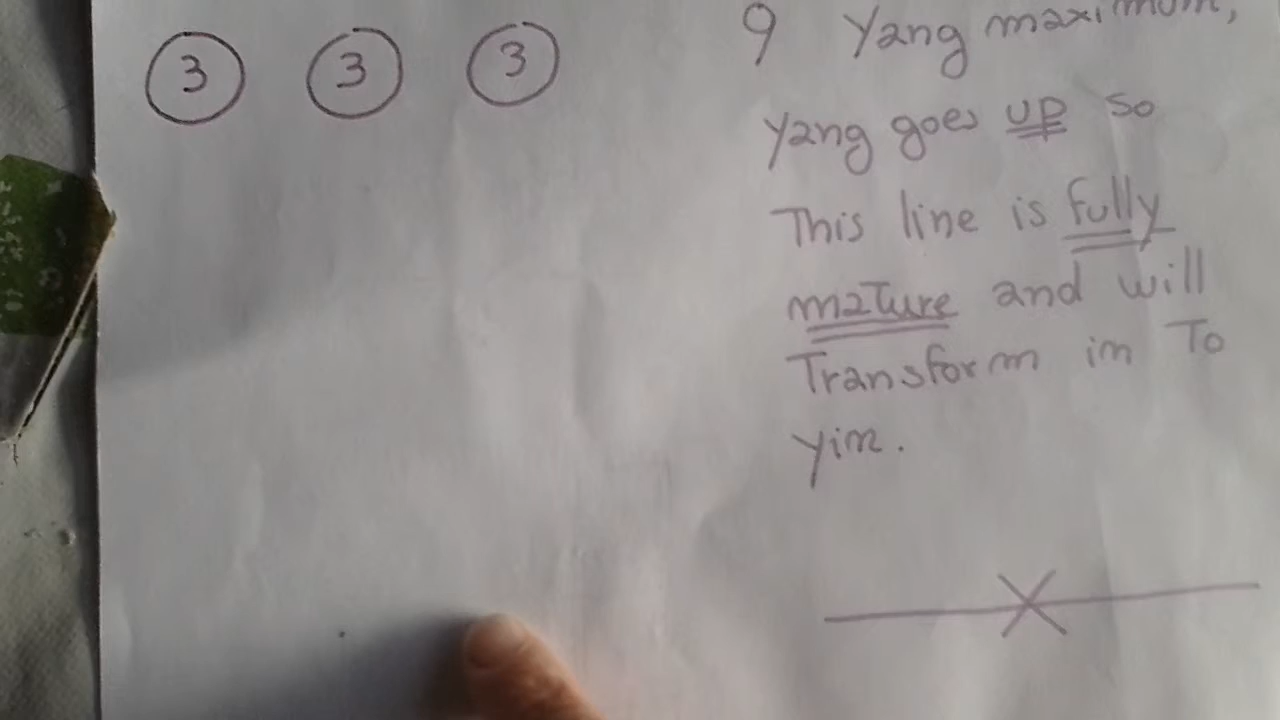 3 3 3
9 Yang maximum,
yang goes up so
This line is fully
mature and will
Transform in To
yin.